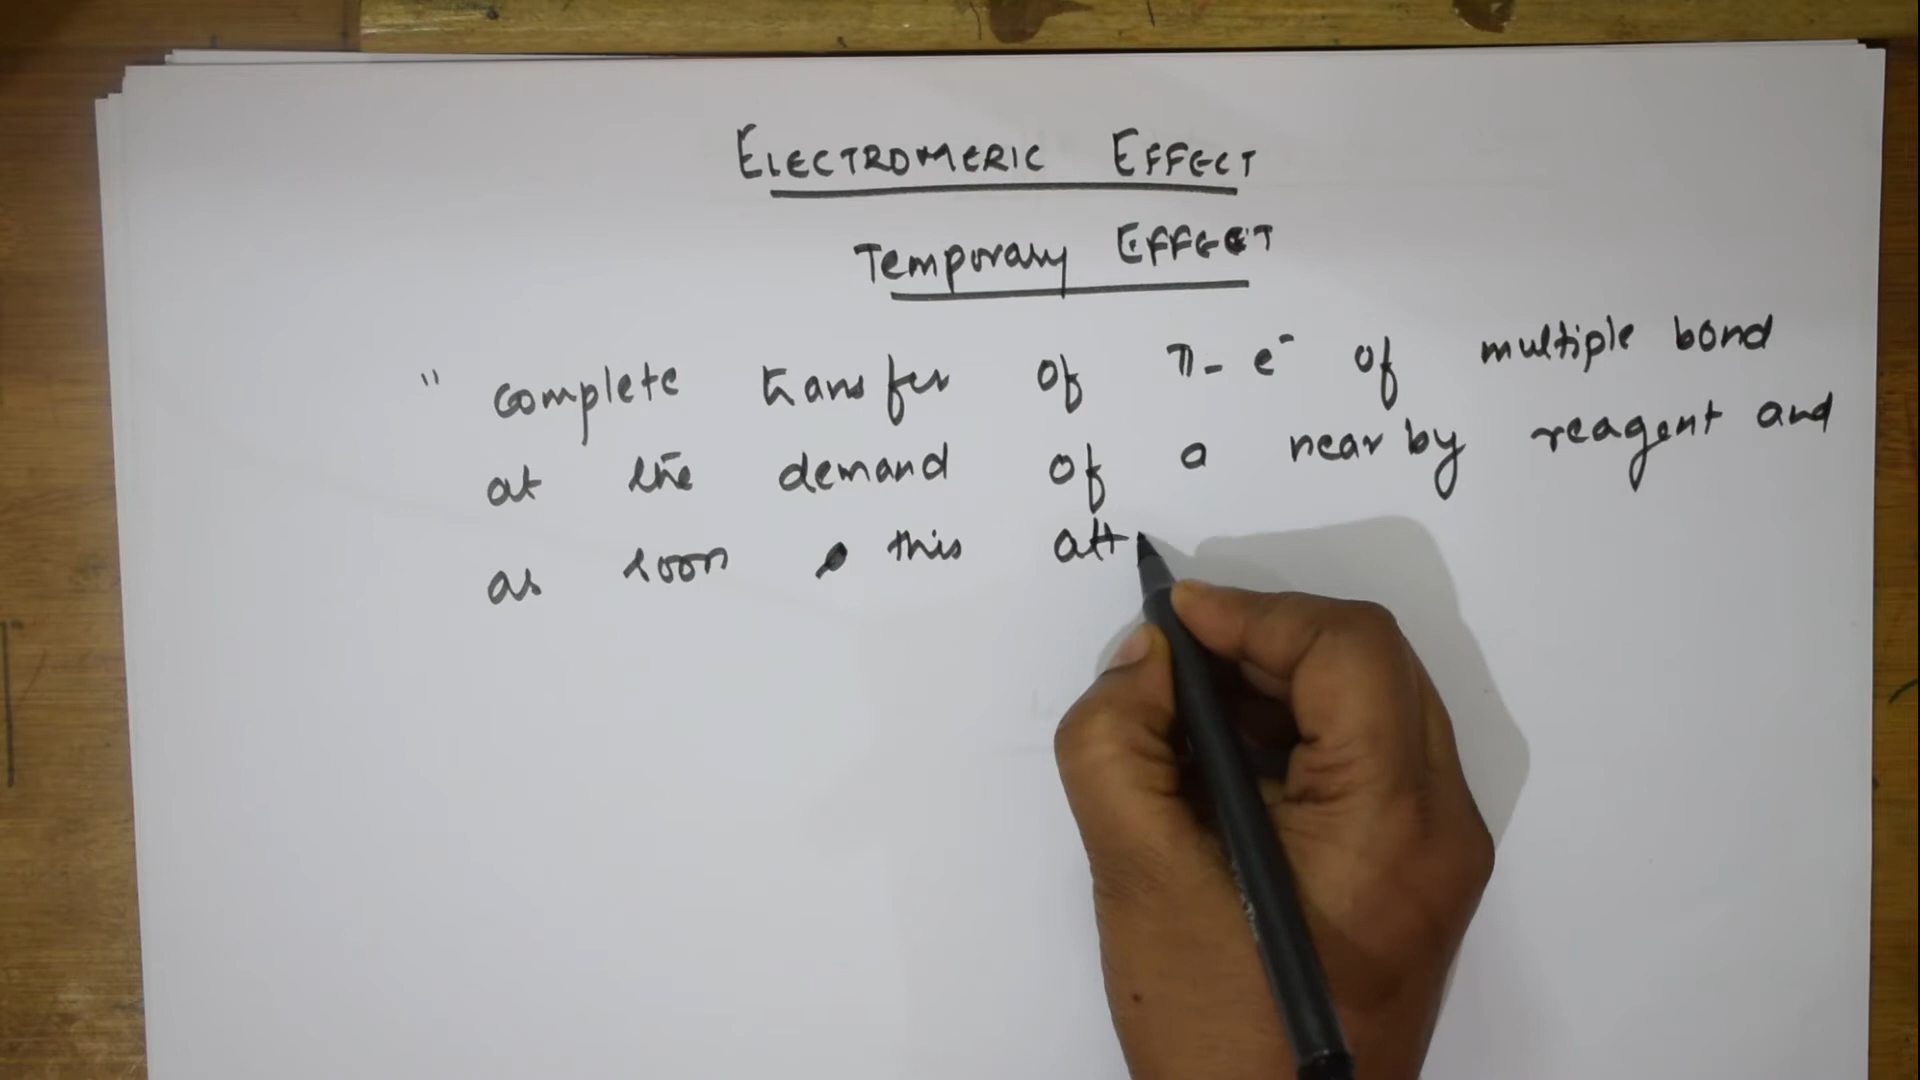 ELECTROMERIC EFFECT
Temporary EFFECT
" complete transfer of π- e⁻ of multiple bond
at the demand of a near by reagent and
as soon this att